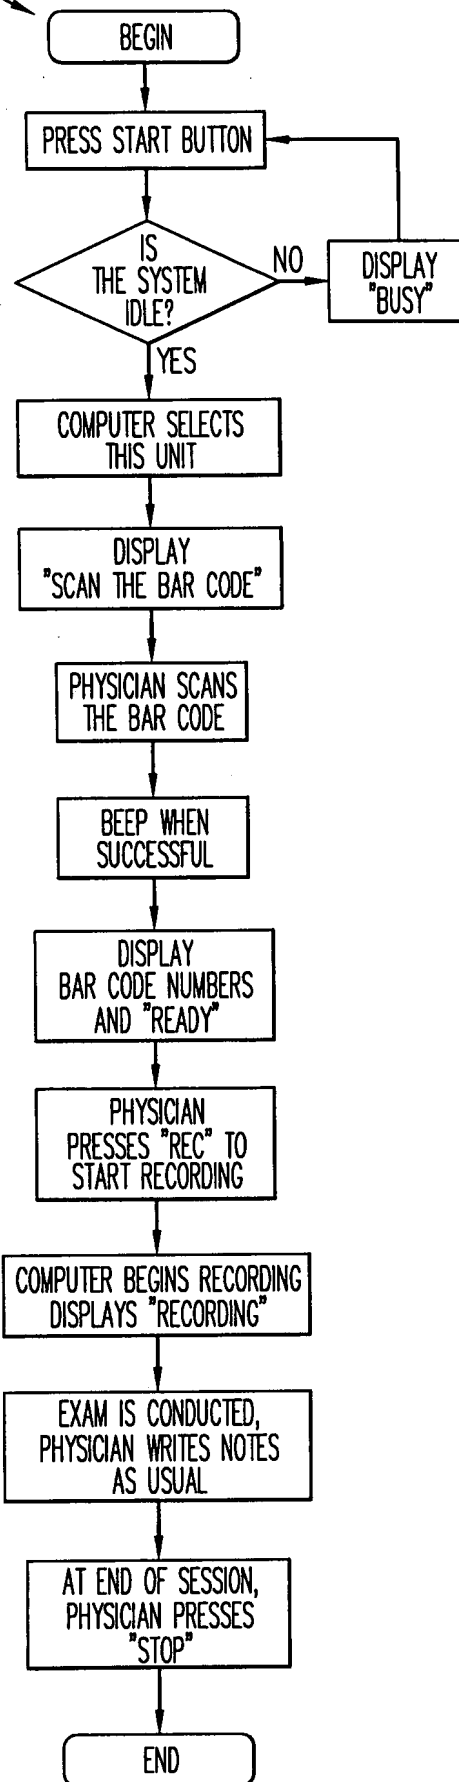 BEGIN
PRESS START BUTTON
IS
THE SYSTEM
IDLE?
NO
DISPLAY
"BUSY"
YES
COMPUTER SELECTS
THIS UNIT
DISPLAY
"SCAN THE BAR CODE"
PHYSICIAN SCANS
THE BAR CODE
BEEP WHEN
SUCCESSFUL
DISPLAY
BAR CODE NUMBERS
AND "READY"
PHYSICIAN
PRESSES "REC" TO
START RECORDING
COMPUTER BEGINS RECORDING
DISPLAYS "RECORDING"
EXAM IS CONDUCTED,
PHYSICIAN WRITES NOTES
AS USUAL
AT END OF SESSION,
PHYSICIAN PRESSES
"STOP"
END